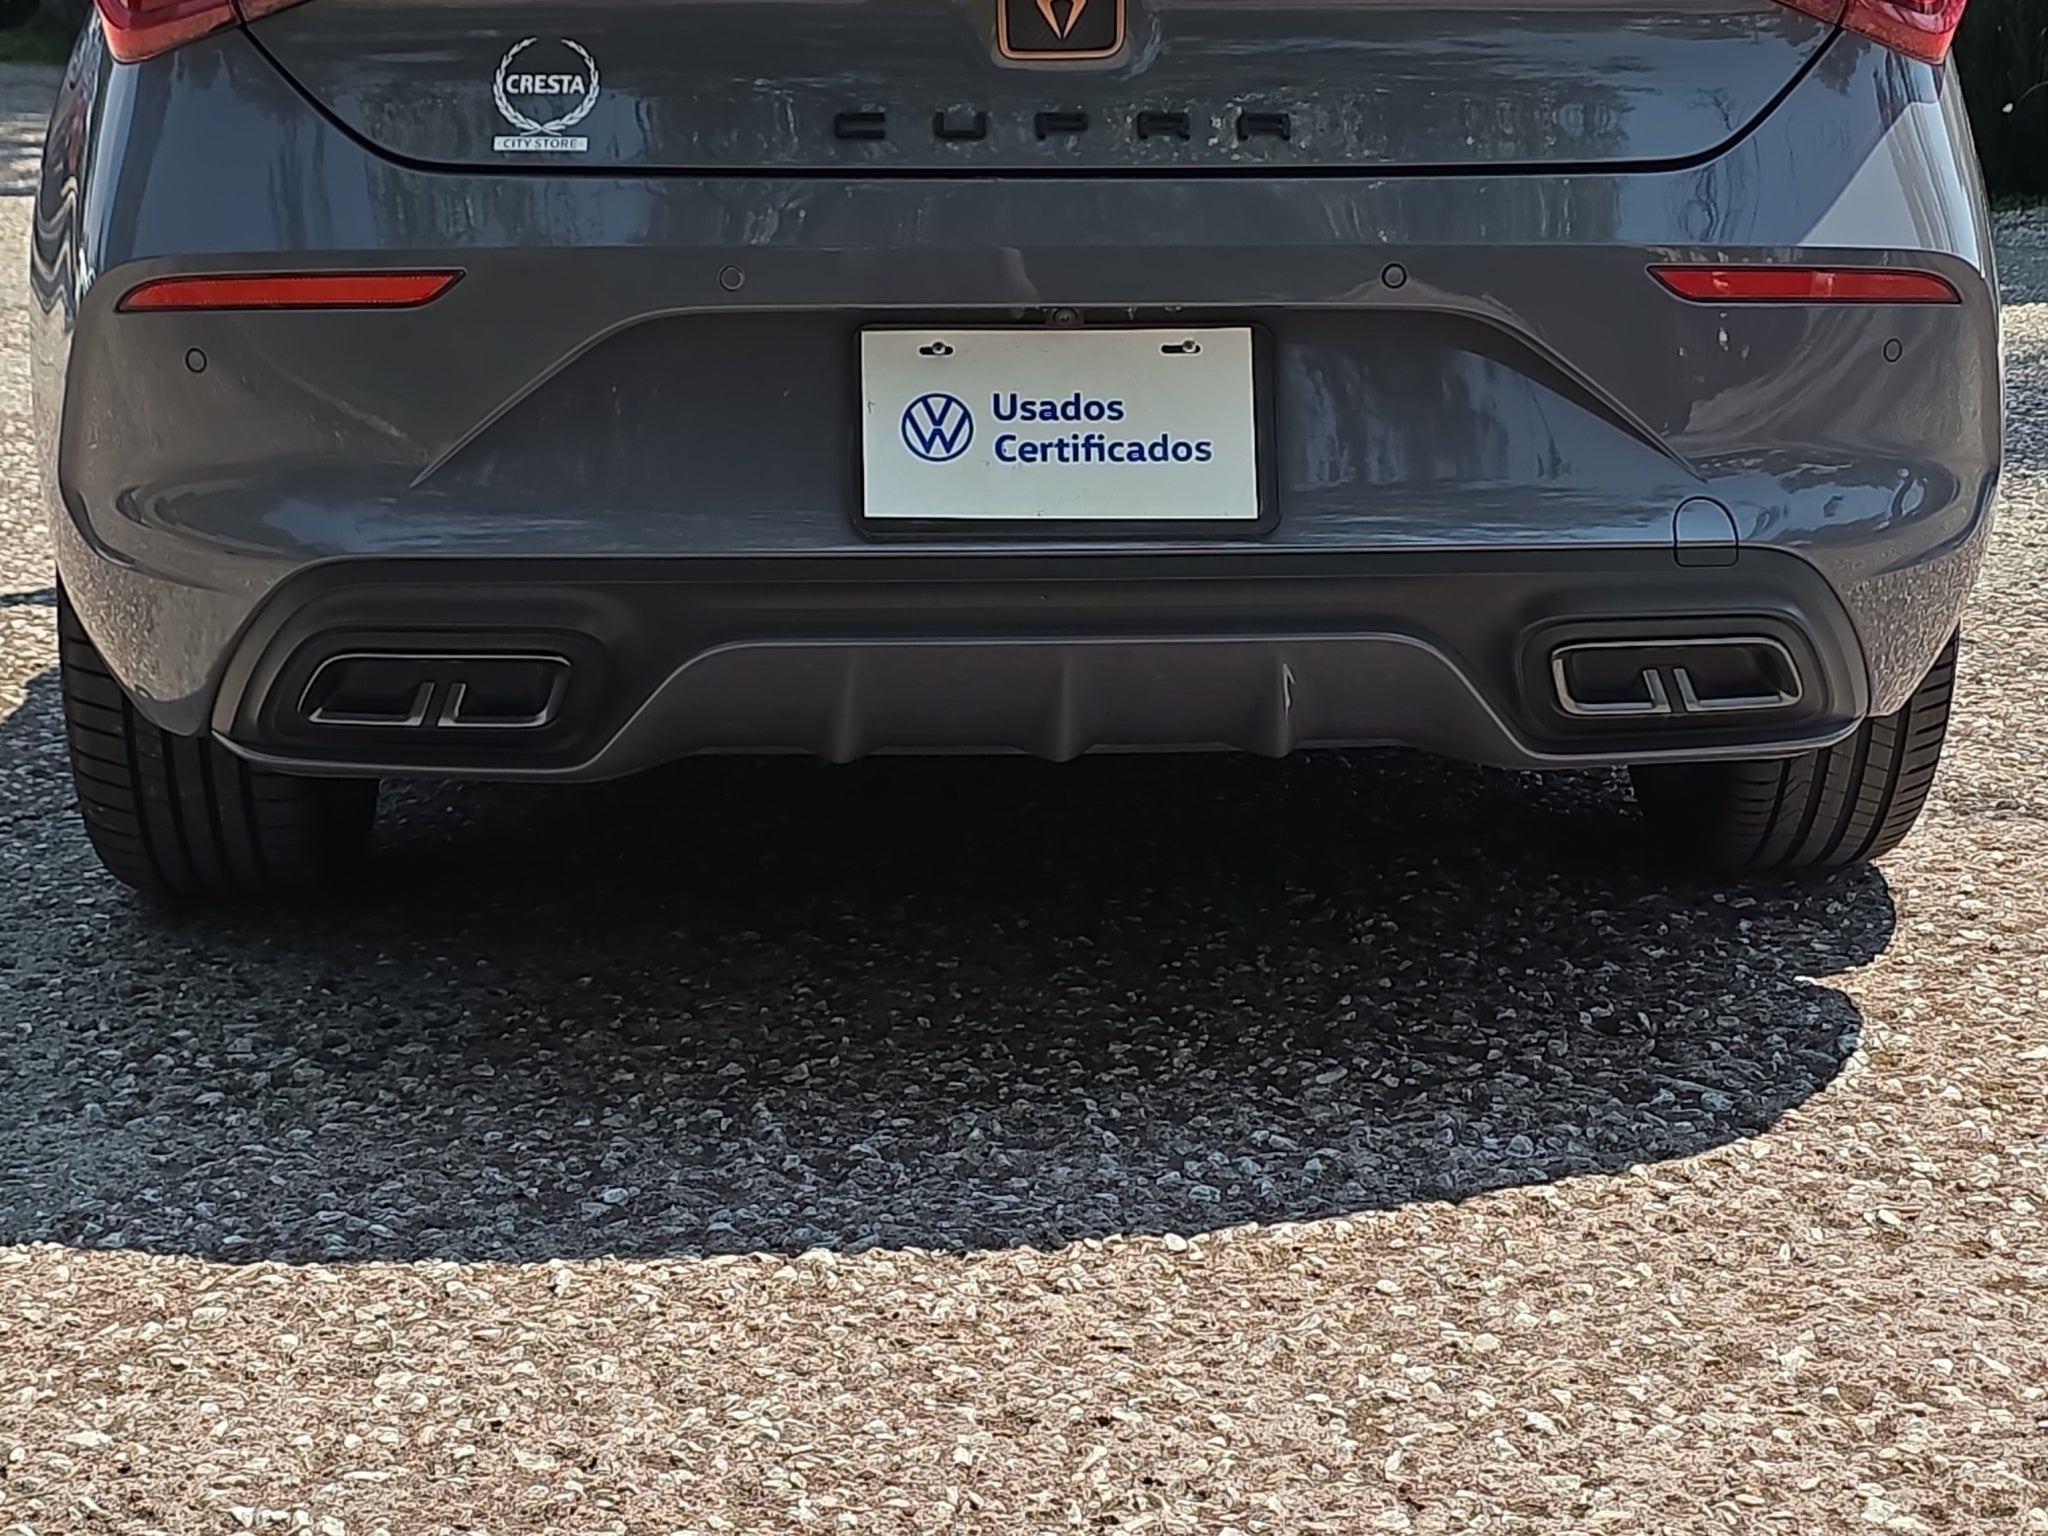 CRESTA
CITY STORE
CUPRA
Usados
Certificados